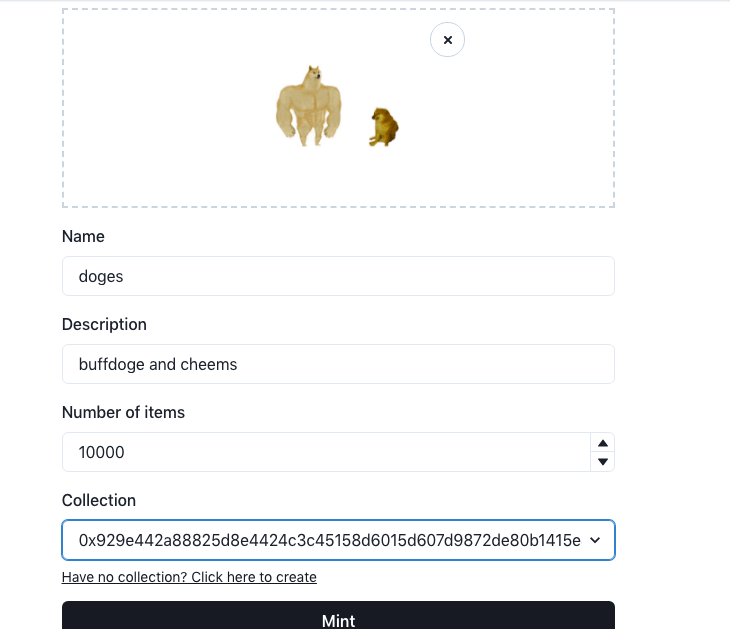 Name
doges
Description
buffdoge and cheems
Number of items
10000
Collection
0x929e442a88825d8e4424c3c45158d6015d607d9872de80b1415e
Have no collection? Click here to create
Mint